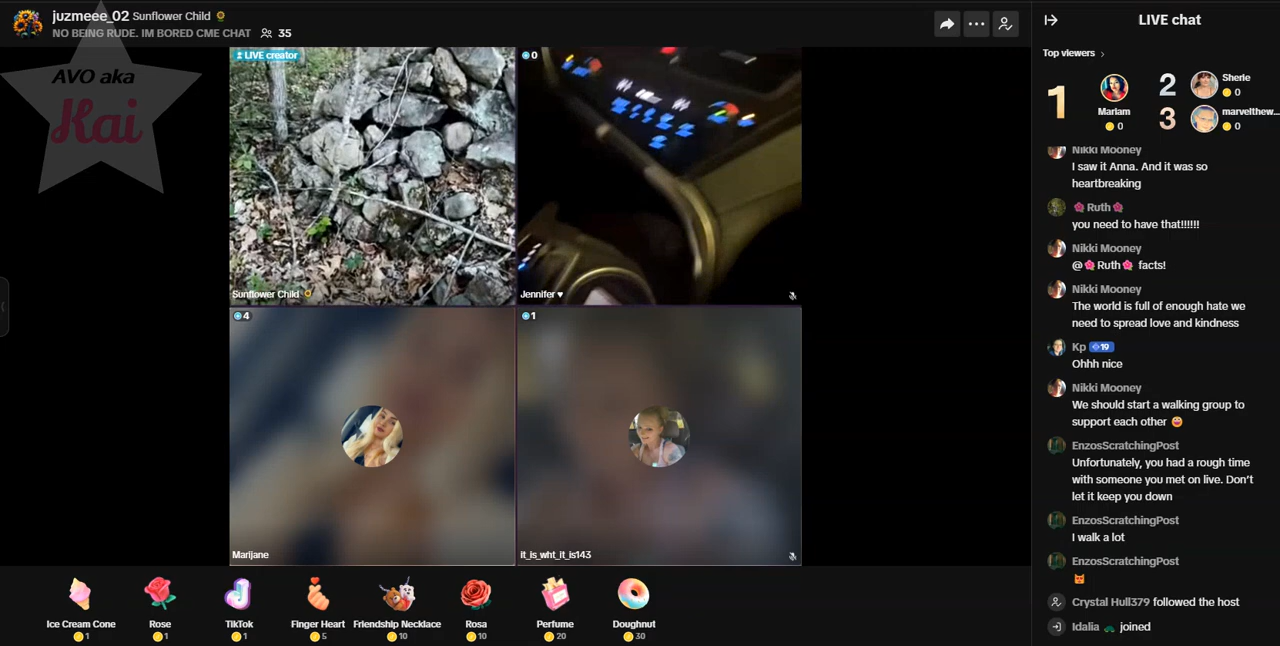 juzmeee_02 Sunflower Child
NO BEING RUDE. IM BORED CME CHAT 35
AVO aka
Kai
LIVE creator
0
Sunflower Child
Jennifer ♥
4
1
Marijane
it_is_wht_it_is143
Ice Cream Cone
1
Rose
1
TikTok
1
Finger Heart
5
Friendship Necklace
10
Rosa
10
Perfume
20
Doughnut
30
LIVE chat
Top viewers >
1
Mariam
0
2
Sherie
0
3
marvelthew...
0
Nikki Mooney
I saw it Anna. And it was so
heartbreaking
🌺Ruth🌺
you need to have that!!!!!!
Nikki Mooney
@🌺Ruth🌺 facts!
Nikki Mooney
The world is full of enough hate we
need to spread love and kindness
Kp 19
Ohhh nice
Nikki Mooney
We should start a walking group to
support each other
EnzosScratchingPost
Unfortunately, you had a rough time
with someone you met on live. Don't
let it keep you down
EnzosScratchingPost
I walk a lot
EnzosScratchingPost
Crystal Hull379 followed the host
Idalia joined